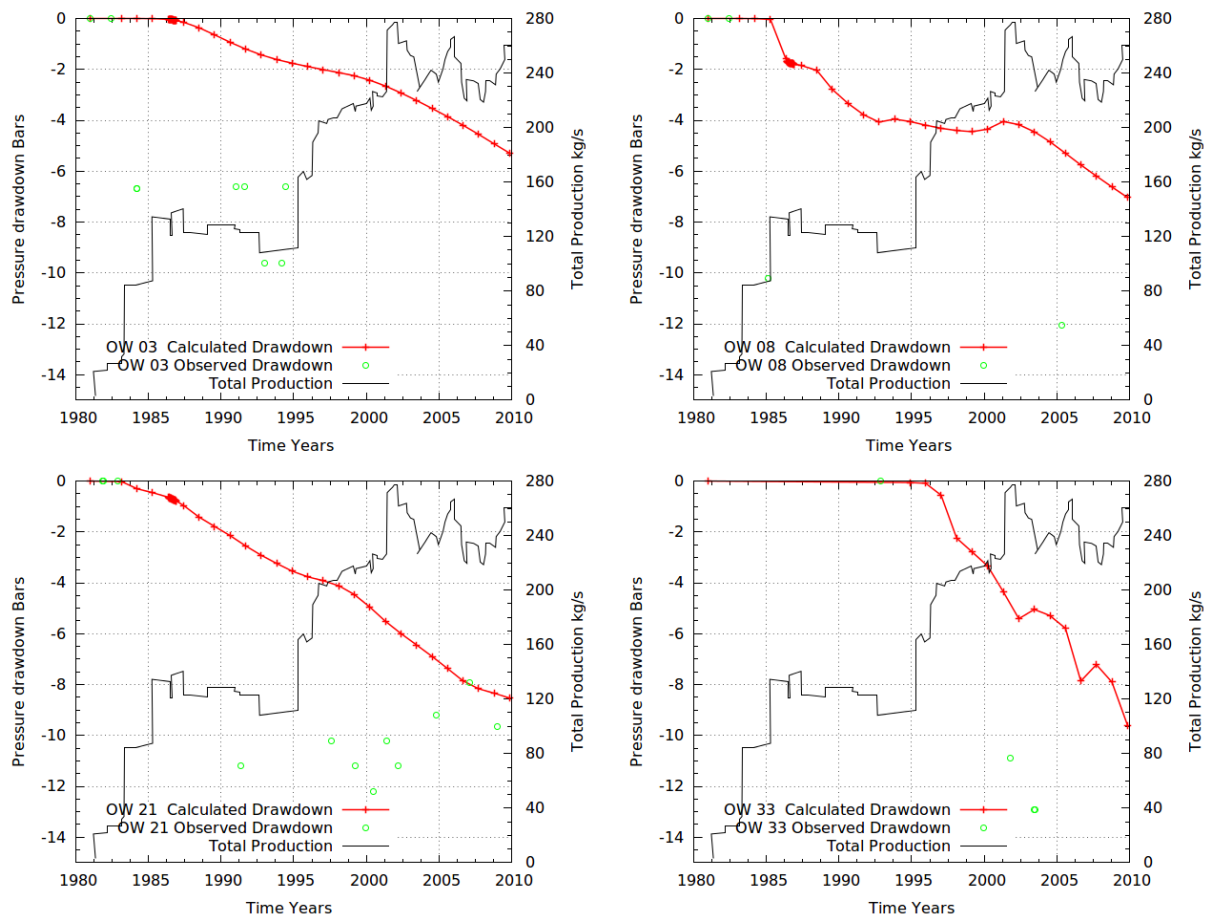 Pressure drawdown Bars
0
-2
-4
-6
-8
-10
-12
-14
OW 03 Calculated Drawdown
OW 03 Observed Drawdown
Total Production
280
240
200
160
120
80
40
0
Total Production kg/s
1980 1985 1990 1995 2000 2005 2010
Time Years
Pressure drawdown Bars
0
-2
-4
-6
-8
-10
-12
-14
OW 08 Calculated Drawdown
OW 08 Observed Drawdown
Total Production
280
240
200
160
120
80
40
0
Total Production kg/s
1980 1985 1990 1995 2000 2005 2010
Time Years
Pressure drawdown Bars
0
-2
-4
-6
-8
-10
-12
-14
OW 21 Calculated Drawdown
OW 21 Observed Drawdown
Total Production
280
240
200
160
120
80
40
0
Total Production kg/s
1980 1985 1990 1995 2000 2005 2010
Time Years
Pressure drawdown Bars
0
-2
-4
-6
-8
-10
-12
-14
OW 33 Calculated Drawdown
OW 33 Observed Drawdown
Total Production
280
240
200
160
120
80
40
0
Total Production kg/s
1980 1985 1990 1995 2000 2005 2010
Time Years